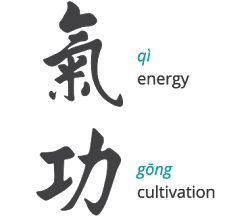 氣
qì
energy
功
gōng
cultivation